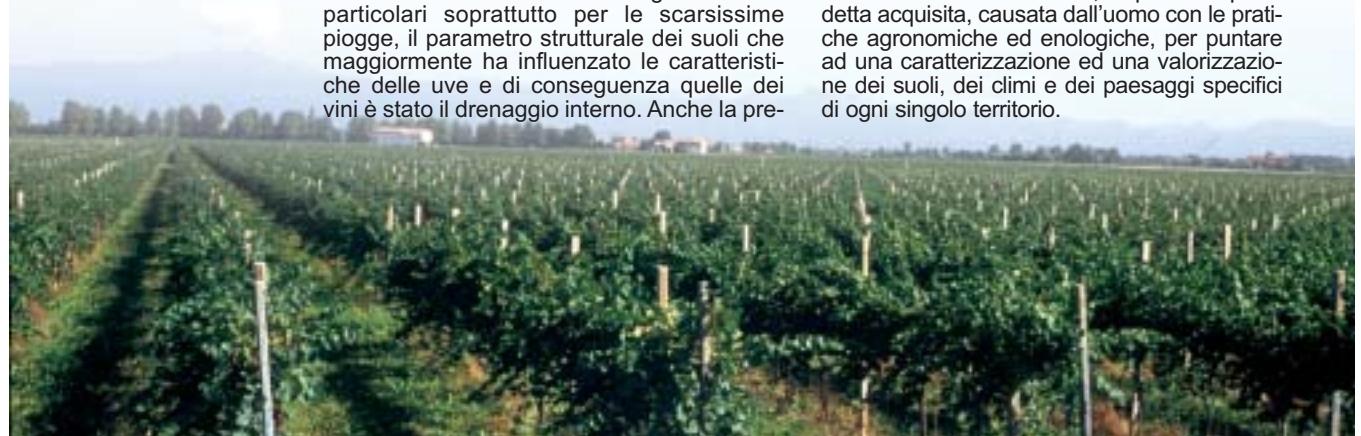 particolari soprattutto per le scarsissime
piogge, il parametro strutturale dei suoli che
maggiormente ha influenzato le caratteristi-
che delle uve e di conseguenza quelle dei
vini è stato il drenaggio interno. Anche la pre-
detta acquisita, causata dall'uomo con le prati-
che agronomiche ed enologiche, per puntare
ad una caratterizzazione ed una valorizzazio-
ne dei suoli, dei climi e dei paesaggi specifici
di ogni singolo territorio.